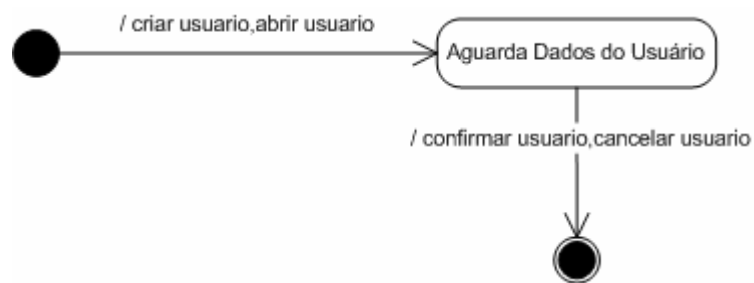 / criar usuario,abrir usuario
Aguarda Dados do Usuário
/ confirmar usuario,cancelar usuario